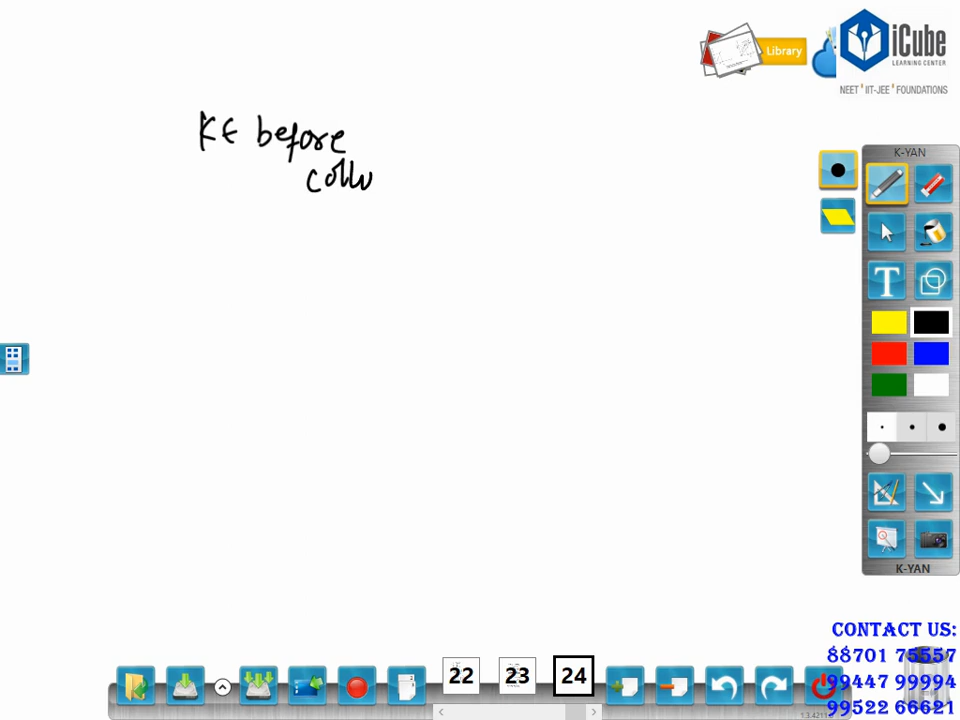 Library
iCube
LEARNING CENTER
NEET ' IIT-JEE ' FOUNDATIONS
KE before
collu
K-YAN
T
K-YAN
22
23
24
CONTACT US:
88701 75557
99447 99994
99522 66621